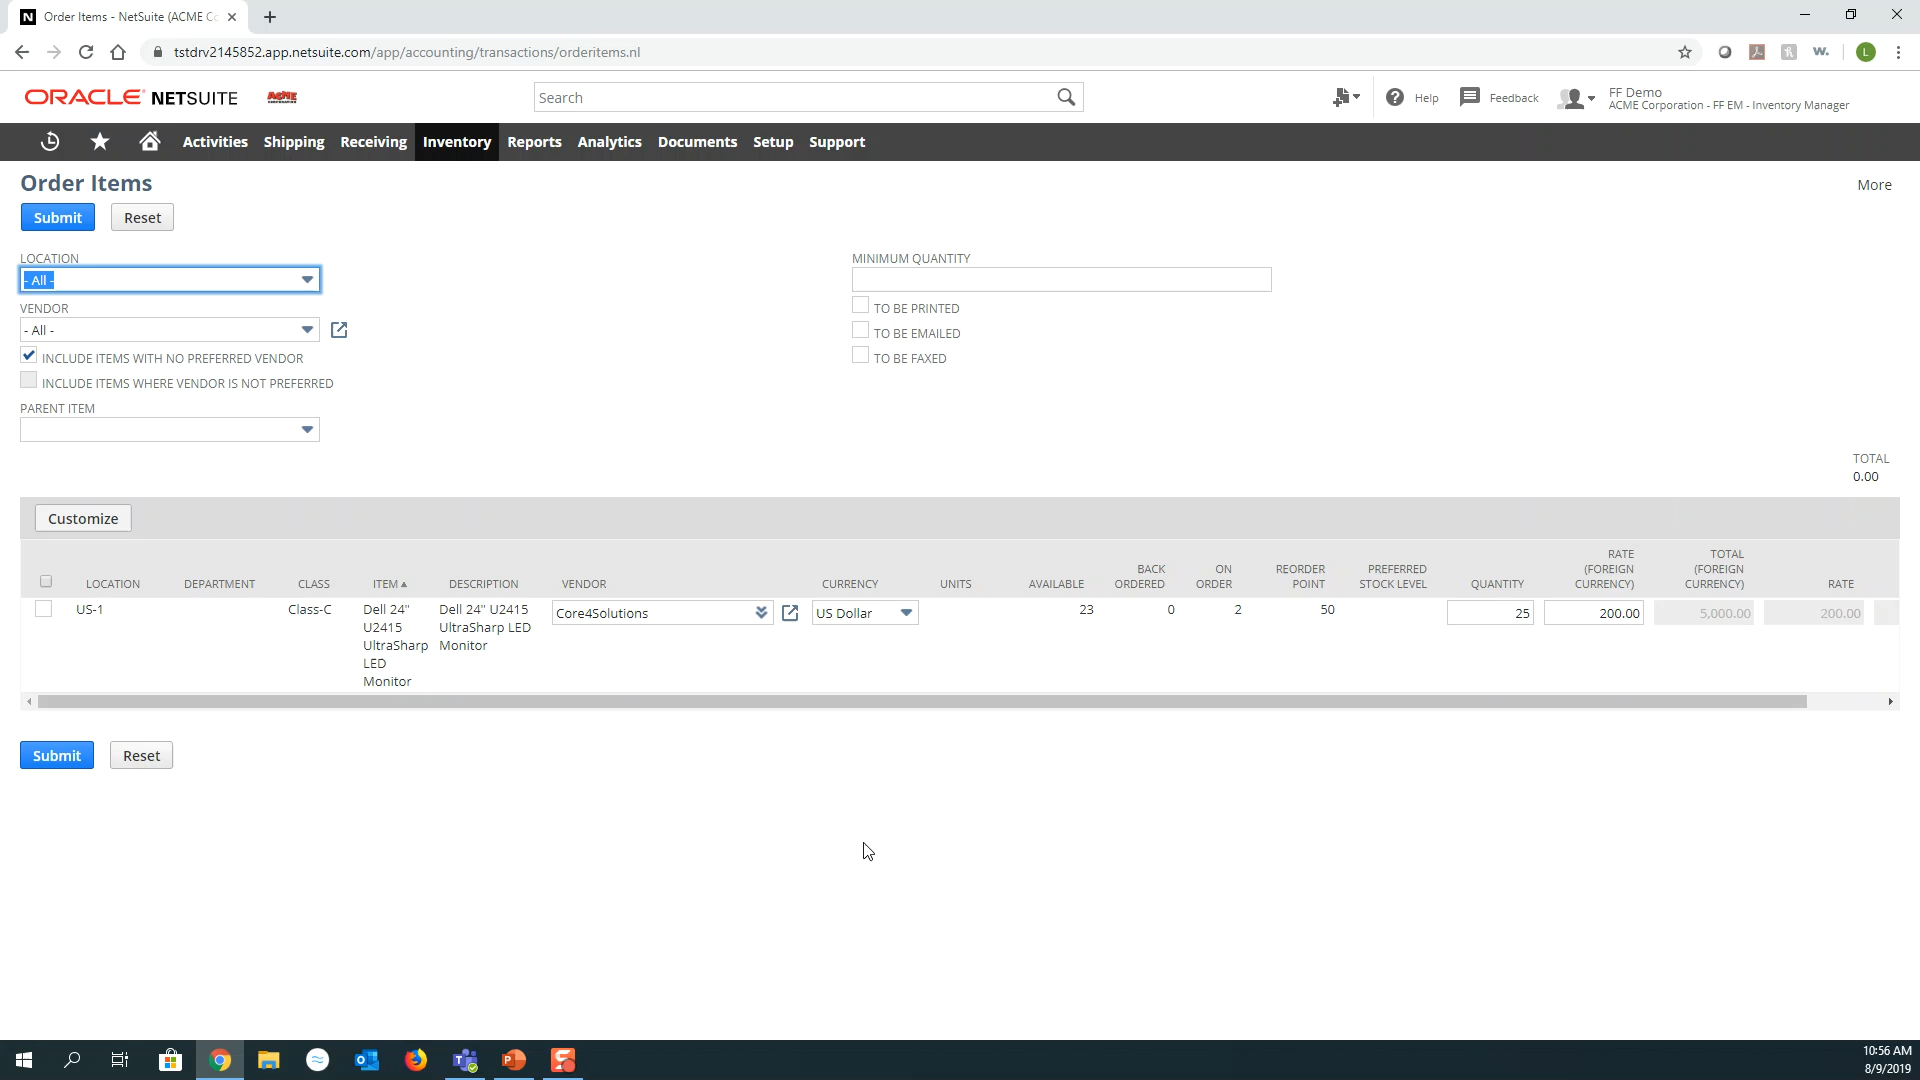 Order Items - NetSuite (ACME Co
tstdrv2145852.app.netsuite.com/app/accounting/transactions/orderitems.nl
L
ORACLE NETSUITE
ACME
Search
Help
Feedback
FF Demo
ACME Corporation - FF EM - Inventory Manager
Activities Shipping Receiving Inventory Reports Analytics Documents Setup Support
Order Items
More
Submit Reset
LOCATION
- All -
VENDOR
- All -
INCLUDE ITEMS WITH NO PREFERRED VENDOR
INCLUDE ITEMS WHERE VENDOR IS NOT PREFERRED
PARENT ITEM
MINIMUM QUANTITY
TO BE PRINTED
TO BE EMAILED
TO BE FAXED
TOTAL
0.00
Customize
LOCATION
DEPARTMENT
CLASS
ITEM
DESCRIPTION
VENDOR
CURRENCY
UNITS
AVAILABLE
BACK
ORDERED
ON
ORDER
REORDER
POINT
PREFERRED
STOCK LEVEL
QUANTITY
RATE
(FOREIGN
CURRENCY)
TOTAL
(FOREIGN
CURRENCY)
RATE
US-1
Class-C
Dell 24"
U2415
UltraSharp
LED
Monitor
Dell 24" U2415
UltraSharp LED
Monitor
Core4Solutions
US Dollar
23
0
2
50
25
200.00
5,000.00
200.00
Submit Reset
10:56 AM
8/9/2019